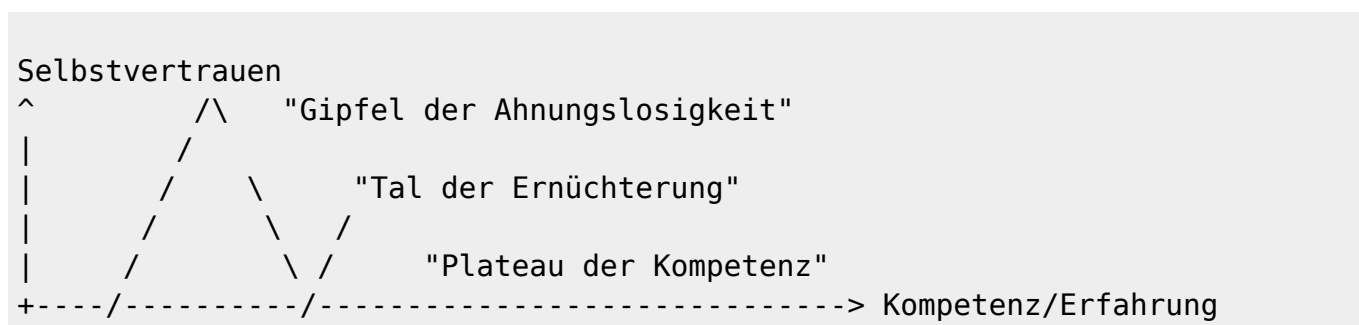 Selbstvertrauen
^          /\    "Gipfel der Ahnungslosigkeit"
|         /
|        /     \      "Tal der Ernüchterung"
|       /       \   /
|      /         \ /      "Plateau der Kompetenz"
+----/----------/-------------------------------> Kompetenz/Erfahrung